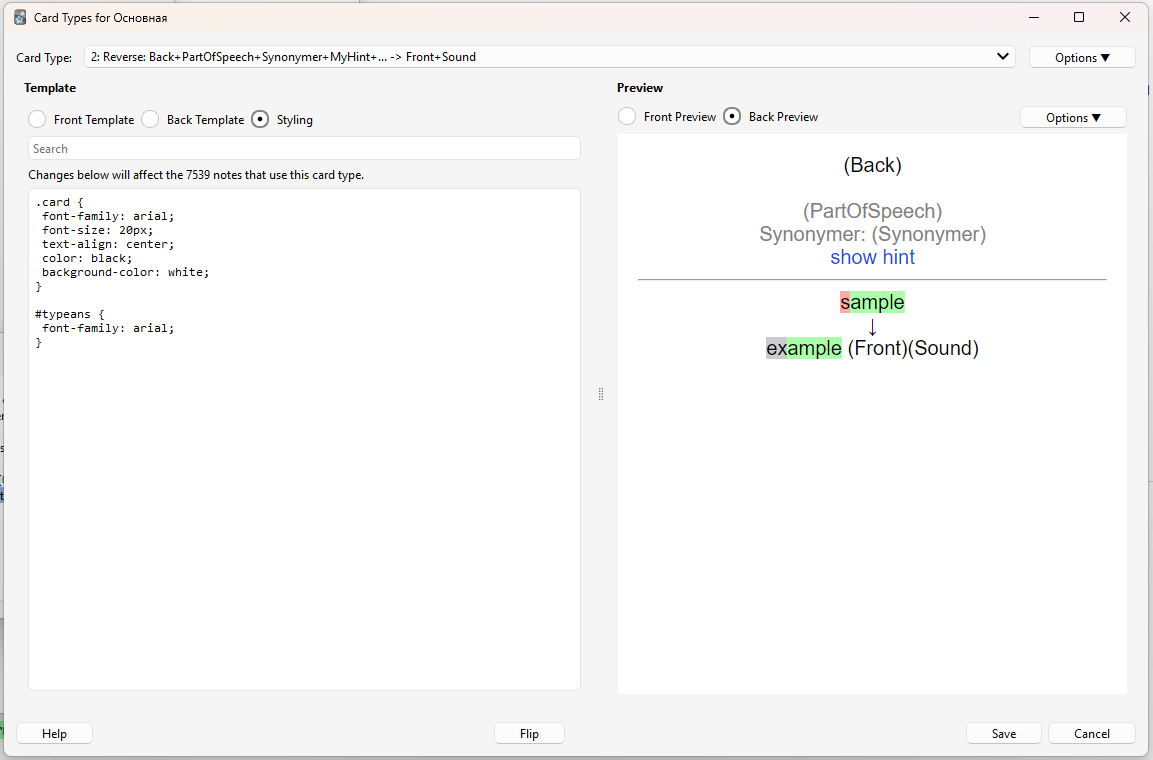 Card Types for Основная
Card Type: 2: Reverse: Back+PartOfSpeech+Synonymer+MyHint+... -> Front+Sound Options ▼
Template
Front Template Back Template Styling
Search
Changes below will affect the 7539 notes that use this card type.
.card {
 font-family: arial;
 font-size: 20px;
 text-align: center;
 color: black;
 background-color: white;
}

#typeans {
 font-family: arial;
}
Preview
Front Preview Back Preview Options ▼
(Back)
(PartOfSpeech)
Synonymer: (Synonymer)
show hint
sample
↓
example (Front)(Sound)
Help Flip Save Cancel